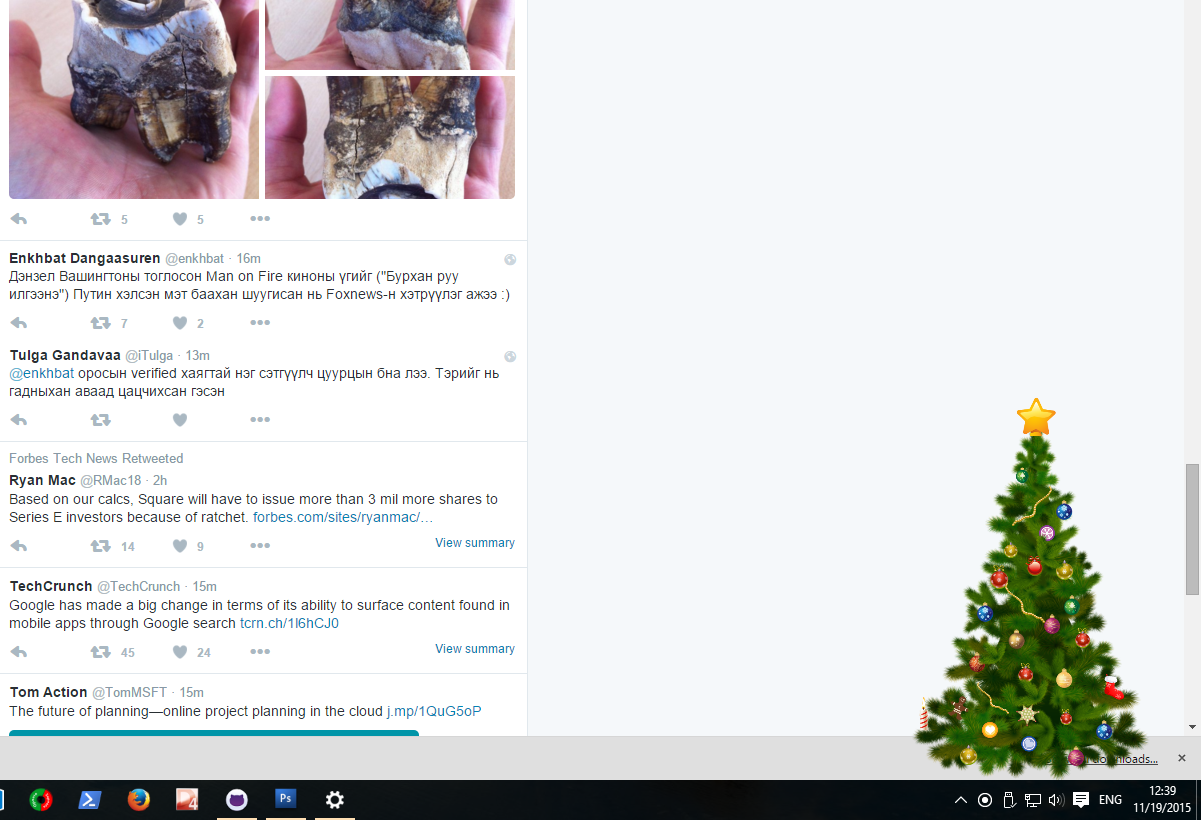 5 5
Enkhbat Dangaasuren @enkhbat · 16m
Дэнзел Вашингтоны тоглосон Man on Fire киноны үгийг ("Бурхан руу
илгээнэ") Путин хэлсэн мэт баахан шуугисан нь Foxnews-н хэтрүүлэг ажээ :)
7 2
Tulga Gandavaa @iTulga · 13m
@enkhbat оросын verified хаягтай нэг сэтгүүлч цуурцын бна лээ. Тэрийг нь
гадныхан аваад цацчихсан гэсэн
Forbes Tech News Retweeted
Ryan Mac @RMac18 · 2h
Based on our calcs, Square will have to issue more than 3 mil more shares to
Series E investors because of ratchet. forbes.com/sites/ryanmac/…
14 9 View summary
TechCrunch @TechCrunch · 15m
Google has made a big change in terms of its ability to surface content found in
mobile apps through Google search tcrn.ch/1I6hCJ0
45 24 View summary
Tom Action @TomMSFT · 15m
The future of planning—online project planning in the cloud j.mp/1QuG5oP
Ps
4
ENG
12:39
11/19/2015